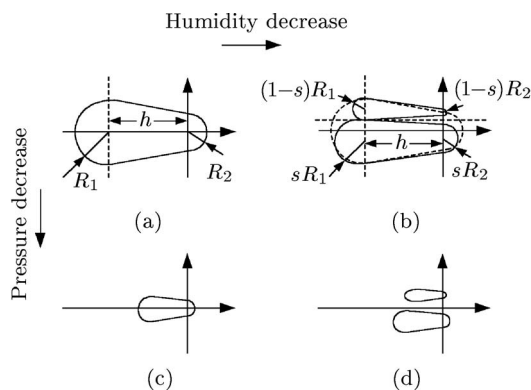 Humidity decrease
Pressure decrease
h
R1
R2
(a)
(1−s)R1
(1−s)R2
h
sR1
sR2
(b)
(c)
(d)